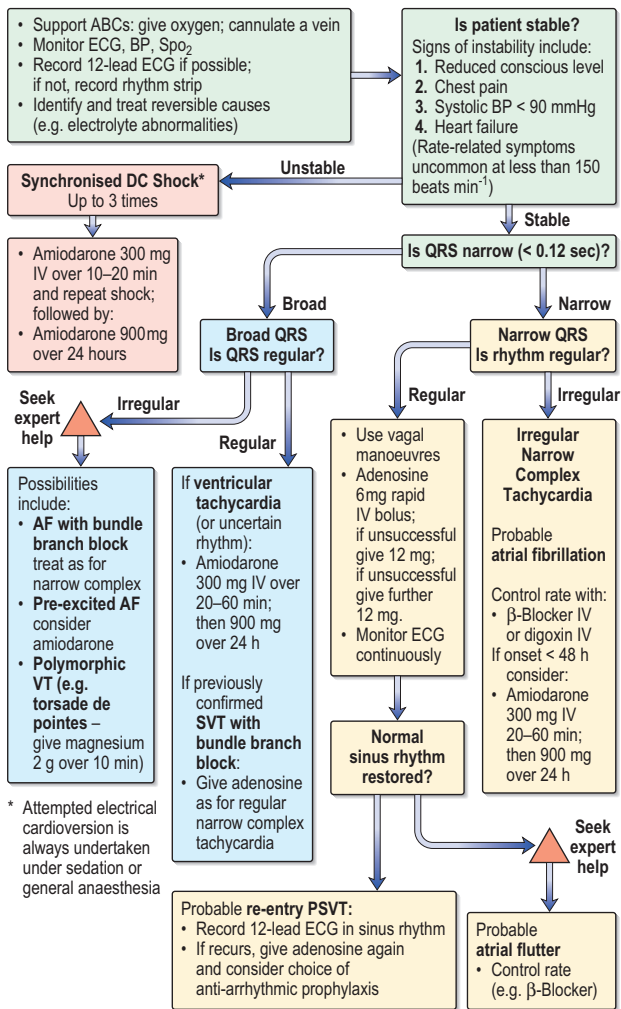 • Support ABCs: give oxygen; cannulate a vein
• Monitor ECG, BP, Spo₂
• Record 12-lead ECG if possible;
if not, record rhythm strip
• Identify and treat reversible causes
(e.g. electrolyte abnormalities)
Is patient stable?
Signs of instability include:
1. Reduced conscious level
2. Chest pain
3. Systolic BP < 90 mmHg
4. Heart failure
(Rate-related symptoms
uncommon at less than 150
beats min⁻¹)
Unstable
Synchronised DC Shock*
Up to 3 times
• Amiodarone 300 mg
IV over 10–20 min
and repeat shock;
followed by:
• Amiodarone 900mg
over 24 hours
Stable
Is QRS narrow (< 0.12 sec)?
Broad
Broad QRS
Is QRS regular?
Narrow
Narrow QRS
Is rhythm regular?
Seek
expert
help
Irregular
Regular
Possibilities
include:
• AF with bundle
branch block
treat as for
narrow complex
• Pre-excited AF
consider
amiodarone
• Polymorphic
VT (e.g.
torsade de
pointes –
give magnesium
2 g over 10 min)
If ventricular
tachycardia
(or uncertain
rhythm):
• Amiodarone
300 mg IV over
20–60 min;
then 900 mg
over 24 h
If previously
confirmed
SVT with
bundle branch
block:
• Give adenosine
as for regular
narrow complex
tachycardia
Regular
• Use vagal
manoeuvres
• Adenosine
6mg rapid
IV bolus;
if unsuccessful
give 12 mg;
if unsuccessful
give further
12 mg.
• Monitor ECG
continuously
Irregular
Irregular
Narrow
Complex
Tachycardia
Probable
atrial fibrillation
Control rate with:
• β-Blocker IV
or digoxin IV
If onset < 48 h
consider:
• Amiodarone
300 mg IV
20–60 min;
then 900 mg
over 24 h
Normal
sinus rhythm
restored?
Seek
expert
help
* Attempted electrical
cardioversion is
always undertaken
under sedation or
general anaesthesia
Probable re-entry PSVT:
• Record 12-lead ECG in sinus rhythm
• If recurs, give adenosine again
and consider choice of
anti-arrhythmic prophylaxis
Probable
atrial flutter
• Control rate
(e.g. β-Blocker)